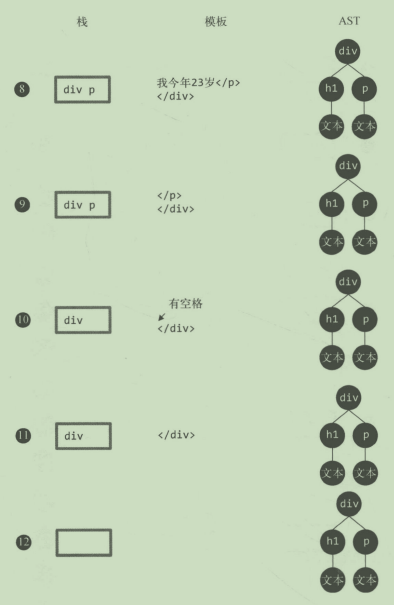 栈 模板 AST
div
⑧ div p 我今年23岁</p> h1 p
</div>
文本 文本
div
⑨ div p </p> h1 p
</div>
文本 文本
div
有空格
⑩ div h1 p
</div>
文本 文本
div
⑪ div </div> h1 p
文本 文本
div
⑫ h1 p
文本 文本